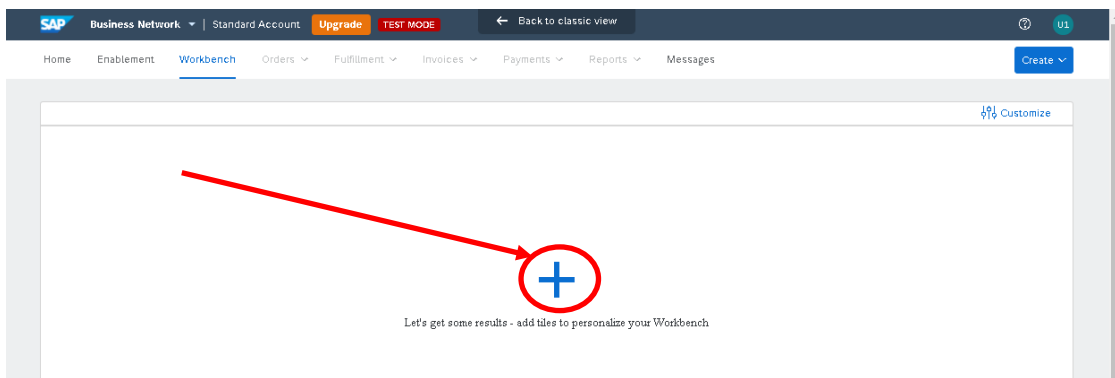 SAP Business Network | Standard Account Upgrade TEST MODE ← Back to classic view U1
Home Enablement Workbench Orders Fulfillment Invoices Payments Reports Messages Create
Customize
Let's get some results - add tiles to personalize your Workbench